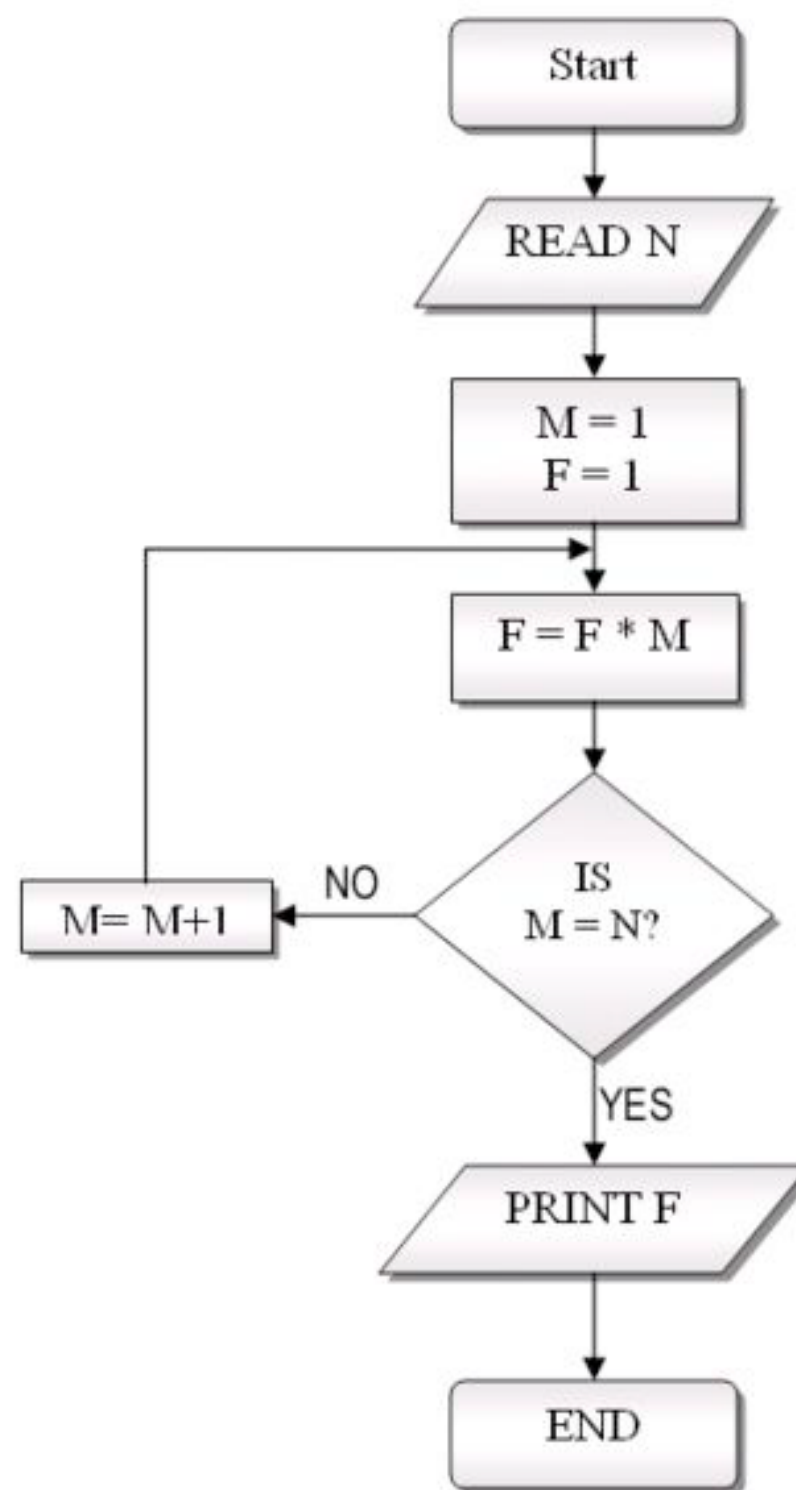 Start
READ N
M = 1
F = 1
F = F * M
IS
M = N?
NO
M= M+1
YES
PRINT F
END